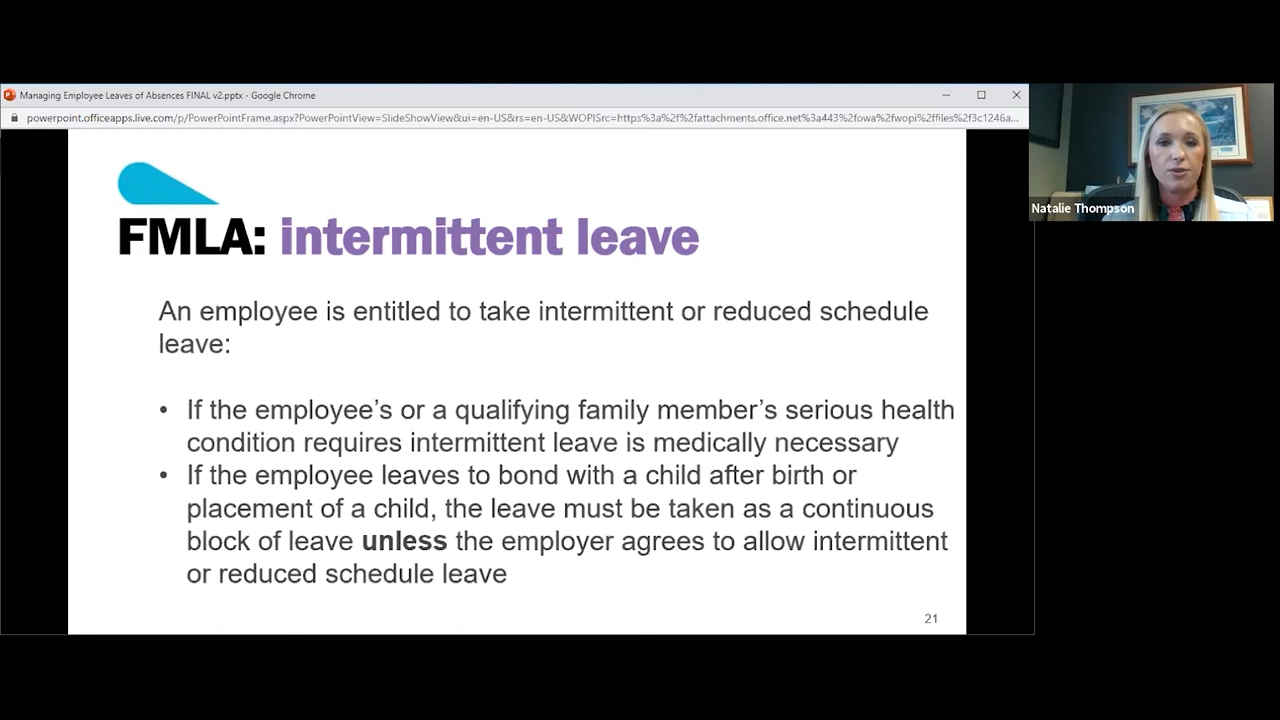 Managing Employee Leaves of Absences FINAL v2.pptx - Google Chrome
powerpoint.officeapps.live.com/p/PowerPointFrame.aspx?PowerPointView=SlideShowView&ui=en-US&rs=en-US&WOPISrc=https%3a%2f%2fattachments.office.net%3a443%2fowa%2fwopi%2ffiles%2f3c1246a...
Natalie Thompson
FMLA: intermittent leave
An employee is entitled to take intermittent or reduced schedule
leave:
• If the employee's or a qualifying family member's serious health
condition requires intermittent leave is medically necessary
• If the employee leaves to bond with a child after birth or
placement of a child, the leave must be taken as a continuous
block of leave unless the employer agrees to allow intermittent
or reduced schedule leave
21